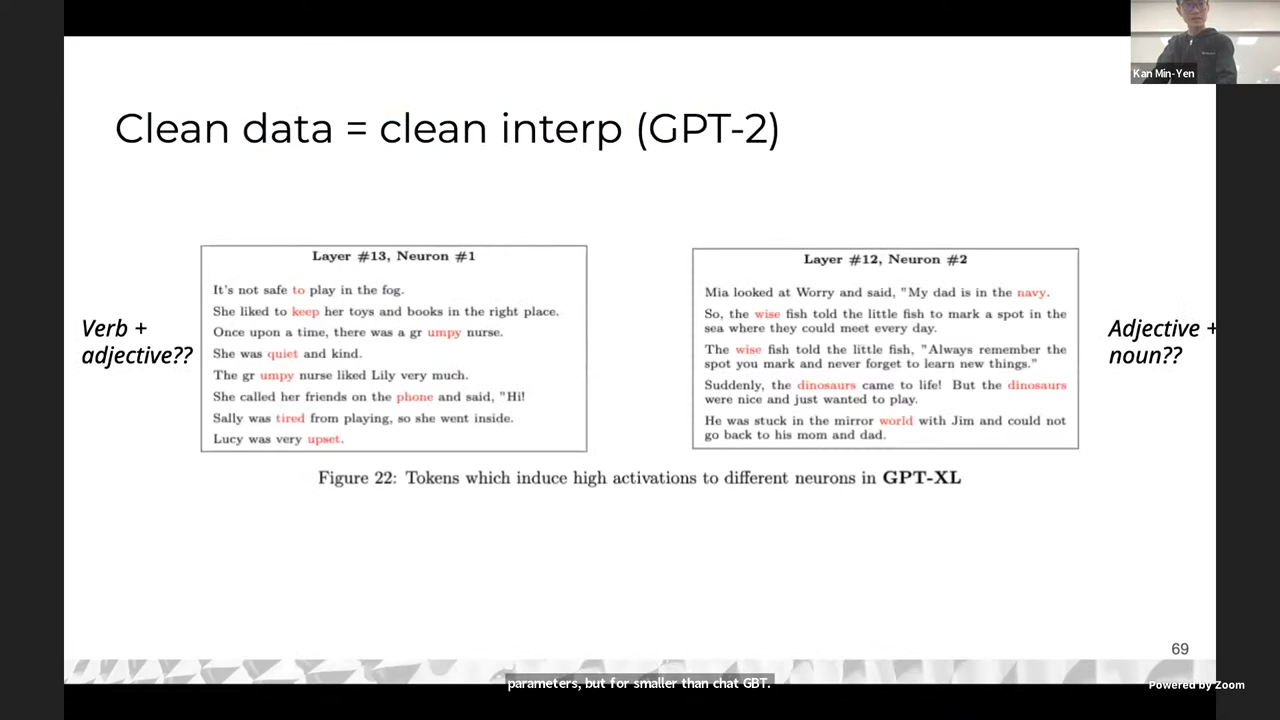 Kan Min-Yen
Clean data = clean interp (GPT-2)
Verb +
adjective??
Layer #13, Neuron #1
It's not safe to play in the fog.
She liked to keep her toys and books in the right place.
Once upon a time, there was a gr umpy nurse.
She was quiet and kind.
The gr umpy nurse liked Lily very much.
She called her friends on the phone and said, "Hi!
Sally was tired from playing, so she went inside.
Lucy was very upset.
Layer #12, Neuron #2
Mia looked at Worry and said, "My dad is in the navy.
So, the wise fish told the little fish to mark a spot in the
sea where they could meet every day.
The wise fish told the little fish, "Always remember the
spot you mark and never forget to learn new things."
Suddenly, the dinosaurs came to life! But the dinosaurs
were nice and just wanted to play.
He was stuck in the mirror world with Jim and could not
go back to his mom and dad.
Adjective +
noun??
Figure 22: Tokens which induce high activations to different neurons in GPT-XL
69
parameters, but for smaller than chat GBT.
Powered by Zoom